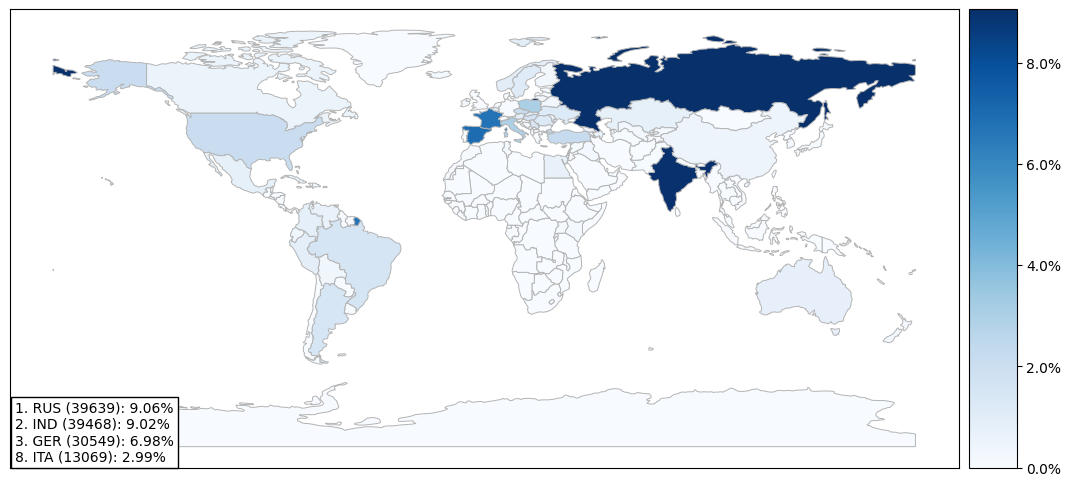 1. RUS (39639): 9.06%
2. IND (39468): 9.02%
3. GER (30549): 6.98%
8. ITA (13069): 2.99%
8.0%
6.0%
4.0%
2.0%
0.0%